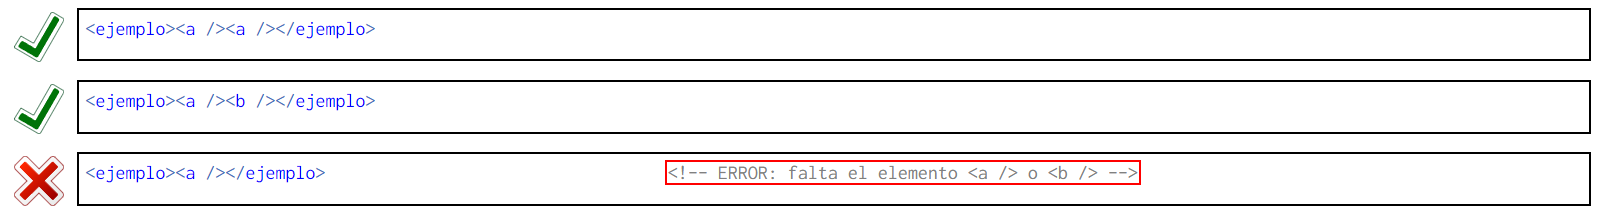 <ejemplo><a /><a /></ejemplo>
<ejemplo><a /><b /></ejemplo>
<ejemplo><a /></ejemplo> <!-- ERROR: falta el elemento <a /> o <b /> -->